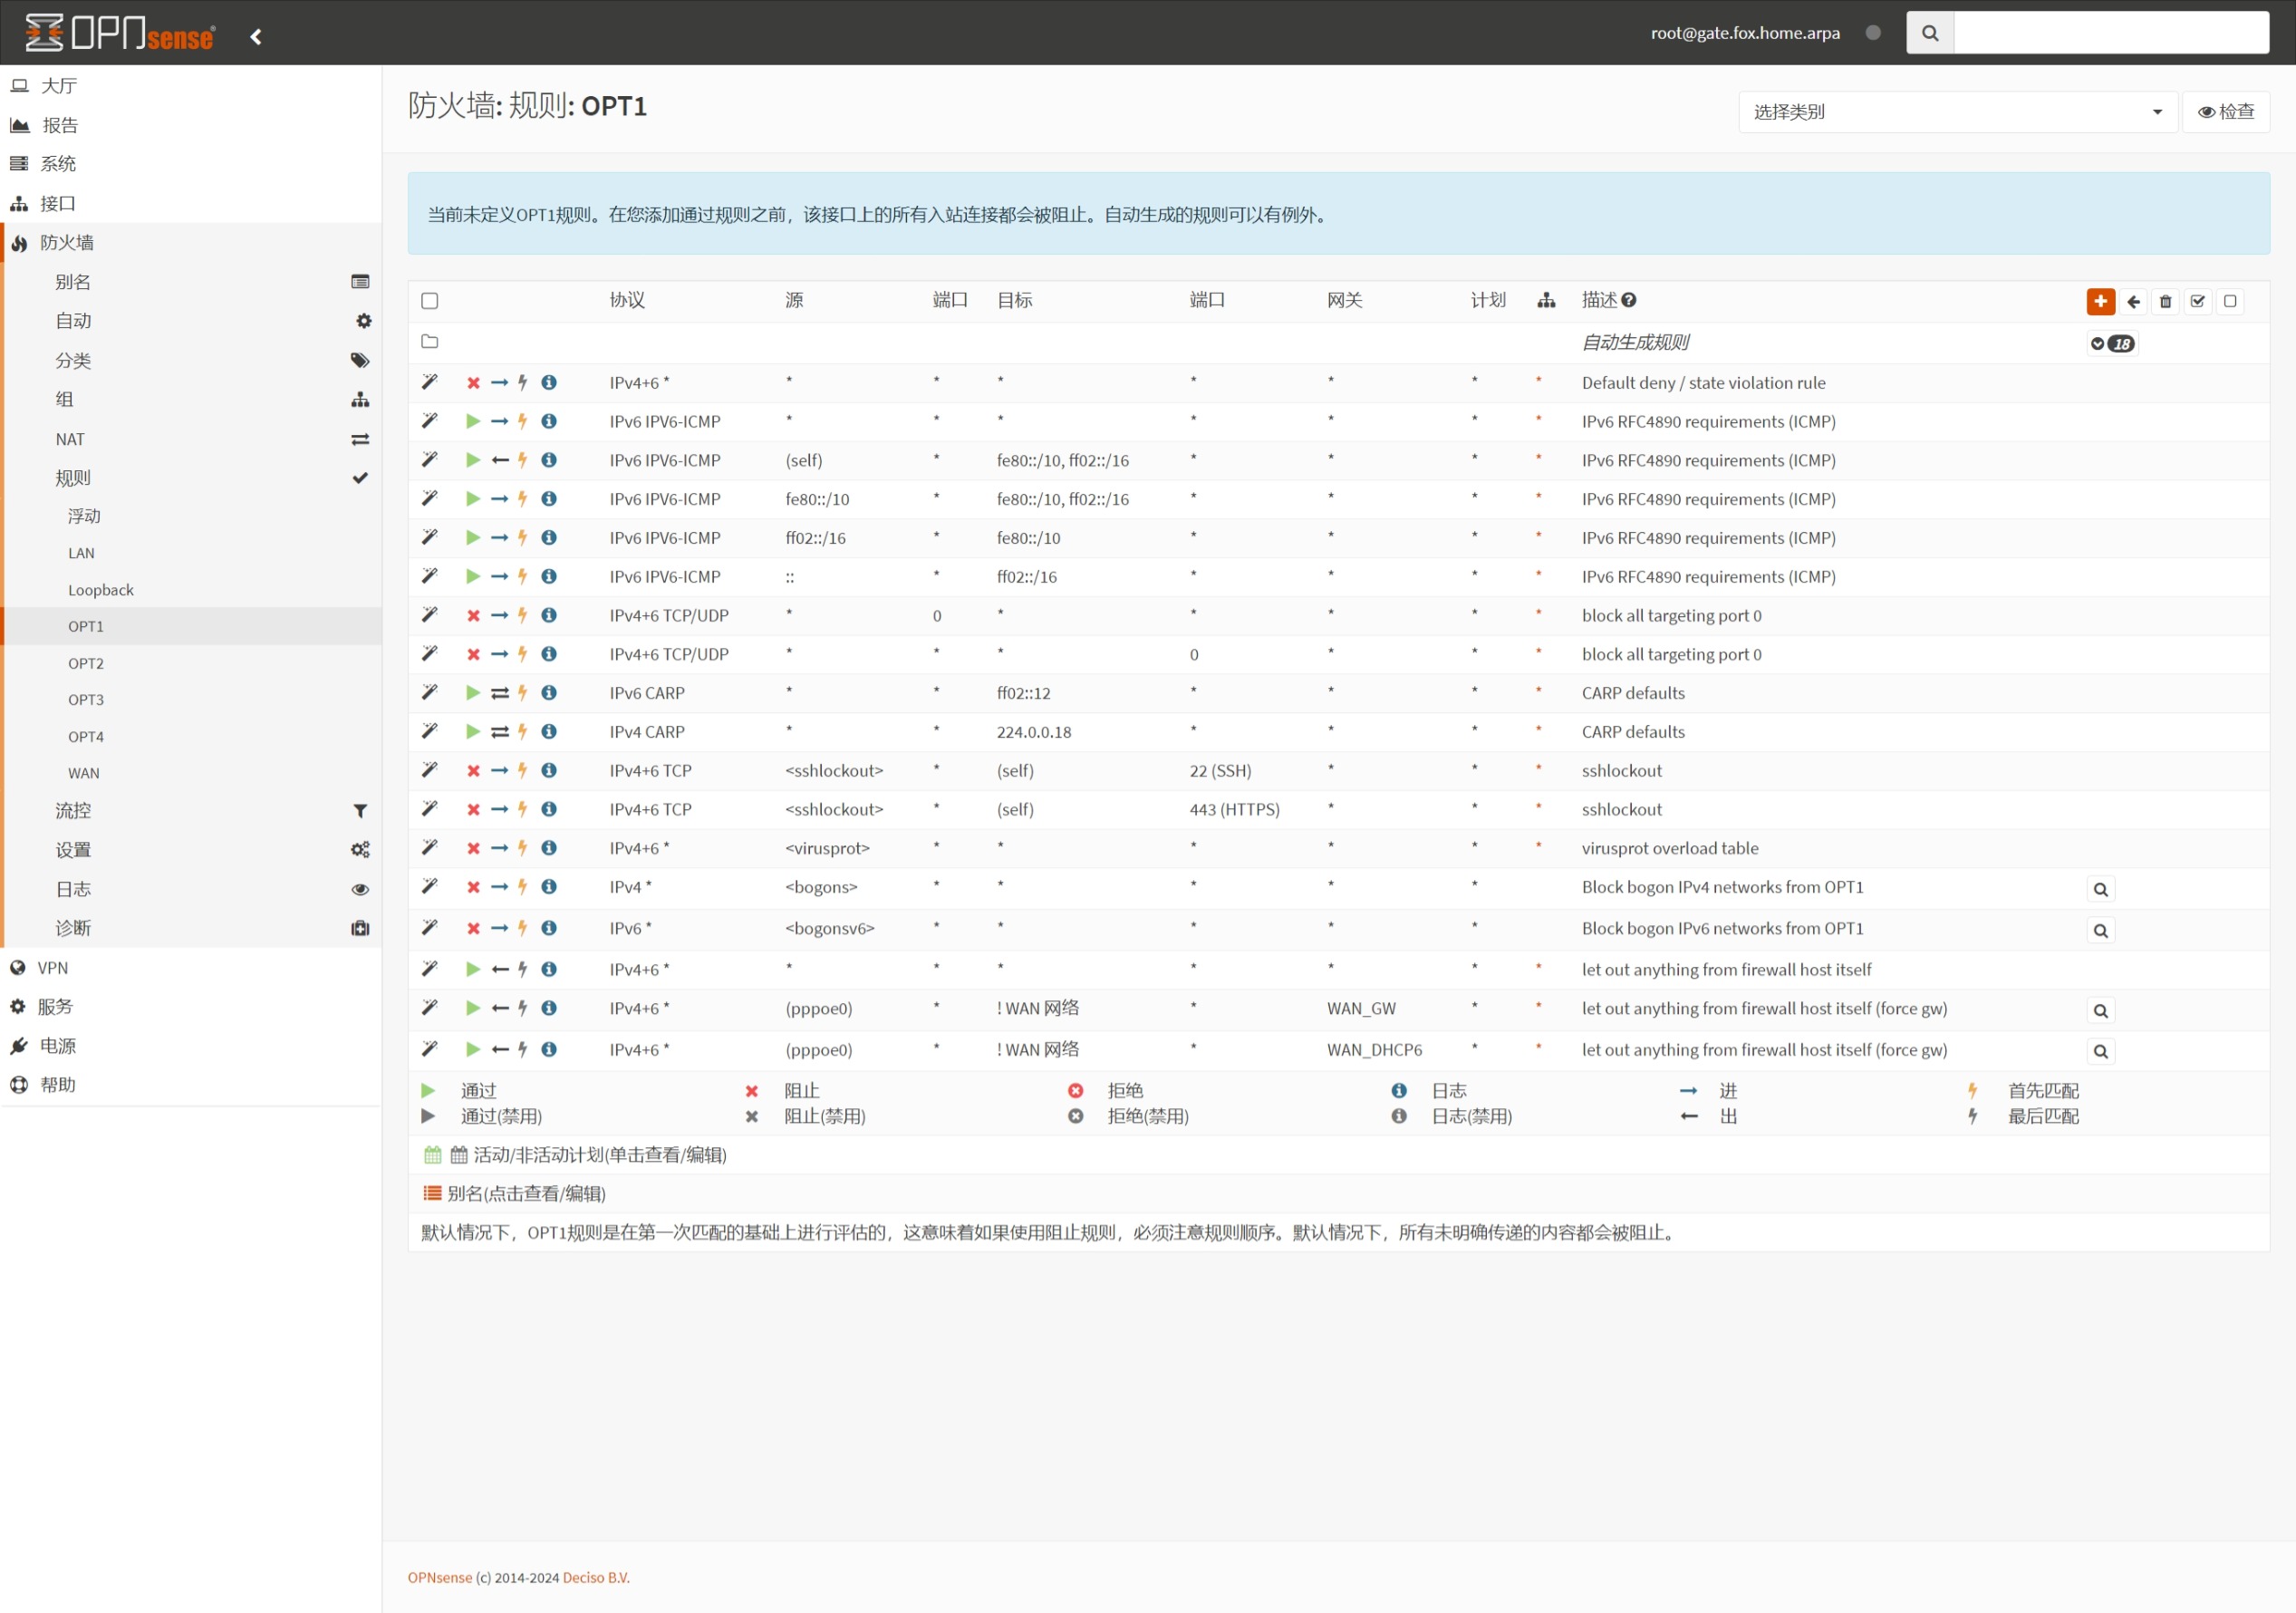 OPNsense
root@gate.fox.home.arpa
大厅
报告
系统
接口
防火墙
别名
自动
分类
组
NAT
规则
浮动
LAN
Loopback
OPT1
OPT2
OPT3
OPT4
WAN
流控
设置
日志
诊断
VPN
服务
电源
帮助
防火墙: 规则: OPT1
选择类别 检查
当前未定义OPT1规则。在您添加通过规则之前，该接口上的所有入站连接都会被阻止。自动生成的规则可以有例外。
协议 源 端口 目标 端口 网关 计划 描述
自动生成规则 18
IPv4+6 * * * * * * * * Default deny / state violation rule
IPv6 IPV6-ICMP * * * * * * * IPv6 RFC4890 requirements (ICMP)
IPv6 IPV6-ICMP (self) * fe80::/10, ff02::/16 * * * * IPv6 RFC4890 requirements (ICMP)
IPv6 IPV6-ICMP fe80::/10 * fe80::/10, ff02::/16 * * * * IPv6 RFC4890 requirements (ICMP)
IPv6 IPV6-ICMP ff02::/16 * fe80::/10 * * * * IPv6 RFC4890 requirements (ICMP)
IPv6 IPV6-ICMP :: * ff02::/16 * * * * IPv6 RFC4890 requirements (ICMP)
IPv4+6 TCP/UDP * 0 * * * * * block all targeting port 0
IPv4+6 TCP/UDP * * * 0 * * * block all targeting port 0
IPv6 CARP * * ff02::12 * * * * CARP defaults
IPv4 CARP * * 224.0.0.18 * * * * CARP defaults
IPv4+6 TCP <sshlockout> * (self) 22 (SSH) * * * sshlockout
IPv4+6 TCP <sshlockout> * (self) 443 (HTTPS) * * * sshlockout
IPv4+6 * <virusprot> * * * * * * virusprot overload table
IPv4 * <bogons> * * * * * Block bogon IPv4 networks from OPT1
IPv6 * <bogonsv6> * * * * * Block bogon IPv6 networks from OPT1
IPv4+6 * * * * * * * * let out anything from firewall host itself
IPv4+6 * (pppoe0) * ! WAN 网络 * WAN_GW * * let out anything from firewall host itself (force gw)
IPv4+6 * (pppoe0) * ! WAN 网络 * WAN_DHCP6 * * let out anything from firewall host itself (force gw)
通过 阻止 拒绝 日志 进 首先匹配
通过(禁用) 阻止(禁用) 拒绝(禁用) 日志(禁用) 出 最后匹配
活动/非活动计划(单击查看/编辑)
别名(点击查看/编辑)
默认情况下，OPT1规则是在第一次匹配的基础上进行评估的，这意味着如果使用阻止规则，必须注意规则顺序。默认情况下，所有未明确传递的内容都会被阻止。
OPNsense (c) 2014-2024 Deciso B.V.